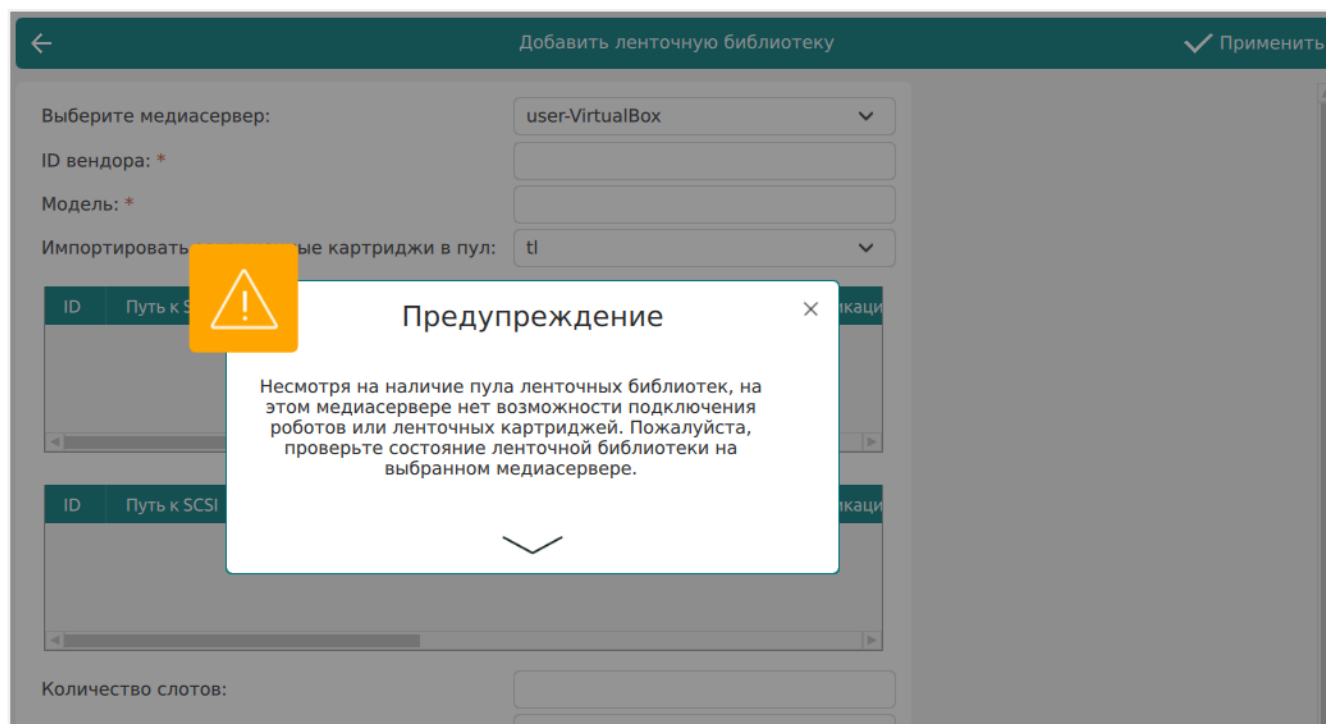 Добавить ленточную библиотеку
Применить
Выберите медиасервер:
user-VirtualBox
ID вендора: *
Модель: *
Импортировать ые картриджи в пул:
tl
ID Путь к S
Предупреждение
Несмотря на наличие пула ленточных библиотек, на
этом медиасервере нет возможности подключения
роботов или ленточных картриджей. Пожалуйста,
проверьте состояние ленточной библиотеки на
выбранном медиасервере.
ID Путь к SCSI
Количество слотов: